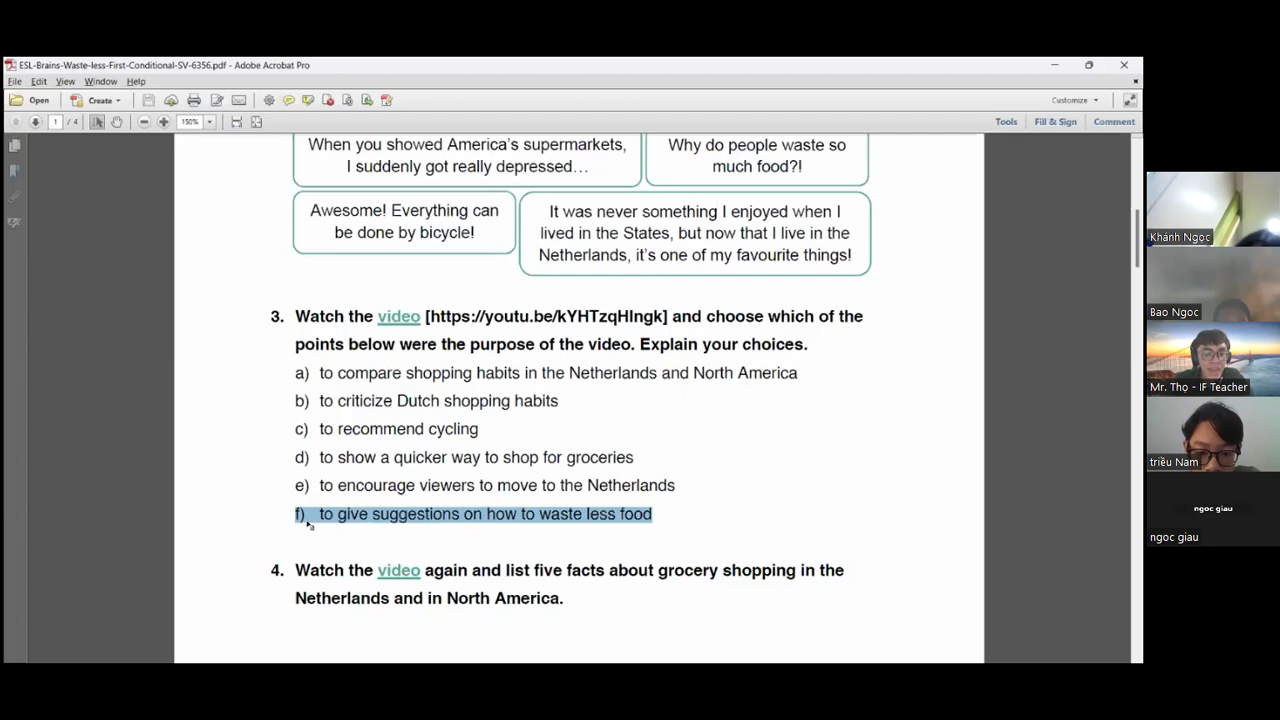 ESL-Brains-Waste-less-First-Conditional-SV-6356.pdf - Adobe Acrobat Pro
File Edit View Window Help
Open Create Customize
1 / 4 150% Tools Fill & Sign Comment
When you showed America's supermarkets,
I suddenly got really depressed…
Why do people waste so
much food?!
Awesome! Everything can
be done by bicycle!
It was never something I enjoyed when I
lived in the States, but now that I live in the
Netherlands, it's one of my favourite things!
3. Watch the video [https://youtu.be/kYHTzqHIngk] and choose which of the
points below were the purpose of the video. Explain your choices.
a) to compare shopping habits in the Netherlands and North America
b) to criticize Dutch shopping habits
c) to recommend cycling
d) to show a quicker way to shop for groceries
e) to encourage viewers to move to the Netherlands
f) to give suggestions on how to waste less food
4. Watch the video again and list five facts about grocery shopping in the
Netherlands and in North America.
Khánh Ngọc
Bao Ngoc
Mr. Thọ - IF Teacher
triều Nam
ngoc giau
ngoc giau